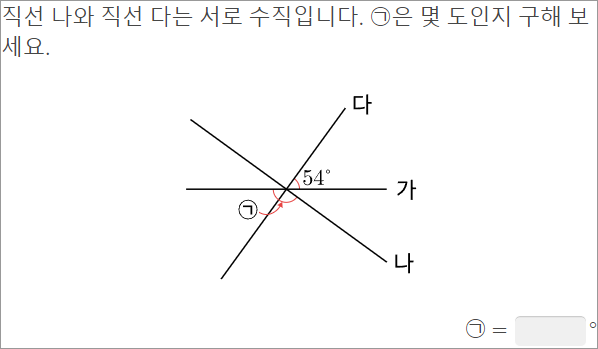 직선 나와 직선 다는 서로 수직입니다. ㉠은 몇 도인지 구해 보
세요.
다
54°
가
㉠
나
㉠ = °